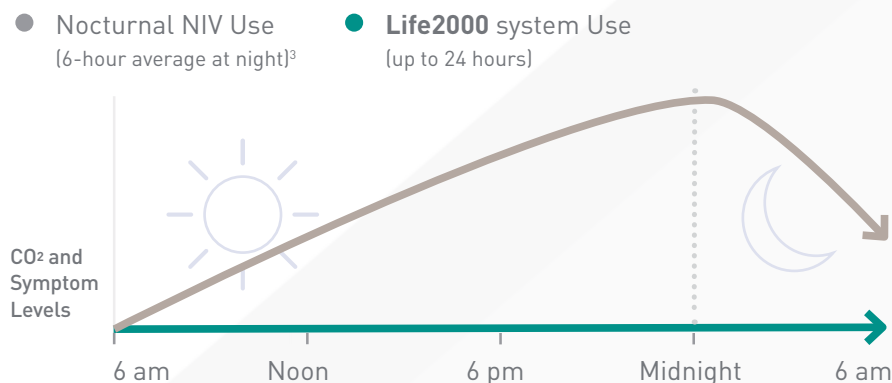 Nocturnal NIV Use
(6-hour average at night)³
Life2000 system Use
(up to 24 hours)
CO² and
Symptom
Levels
6 am Noon 6 pm Midnight 6 am